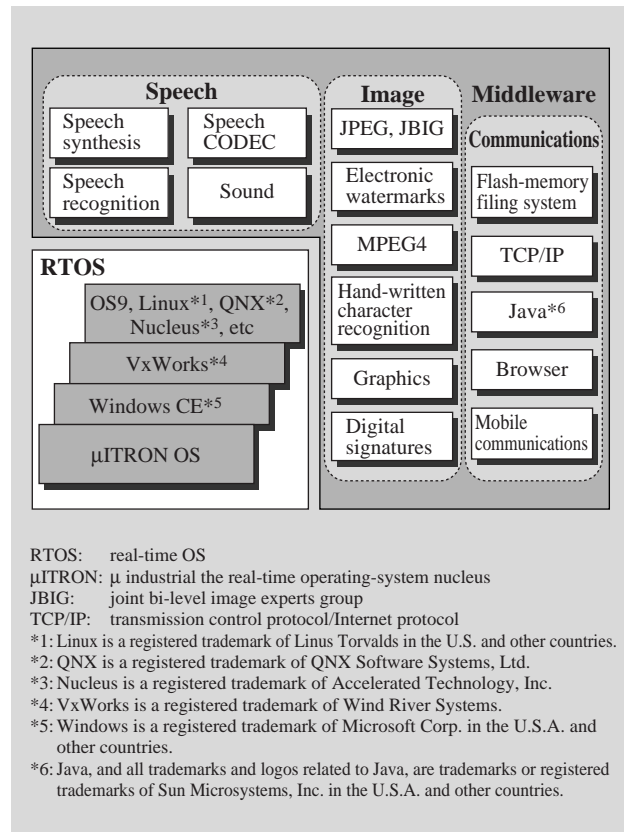 Speech
Speech
synthesis
Speech
CODEC
Speech
recognition
Sound
Image
JPEG, JBIG
Electronic
watermarks
MPEG4
Hand-written
character
recognition
Graphics
Digital
signatures
Middleware
Communications
Flash-memory
filing system
TCP/IP
Java*6
Browser
Mobile
communications
RTOS
OS9, Linux*1, QNX*2,
Nucleus*3, etc
VxWorks*4
Windows CE*5
μITRON OS
RTOS: real-time OS
μITRON: μ industrial the real-time operating-system nucleus
JBIG: joint bi-level image experts group
TCP/IP: transmission control protocol/Internet protocol
*1: Linux is a registered trademark of Linus Torvalds in the U.S. and other countries.
*2: QNX is a registered trademark of QNX Software Systems, Ltd.
*3: Nucleus is a registered trademark of Accelerated Technology, Inc.
*4: VxWorks is a registered trademark of Wind River Systems.
*5: Windows is a registered trademark of Microsoft Corp. in the U.S.A. and
other countries.
*6: Java, and all trademarks and logos related to Java, are trademarks or registered
trademarks of Sun Microsystems, Inc. in the U.S.A. and other countries.